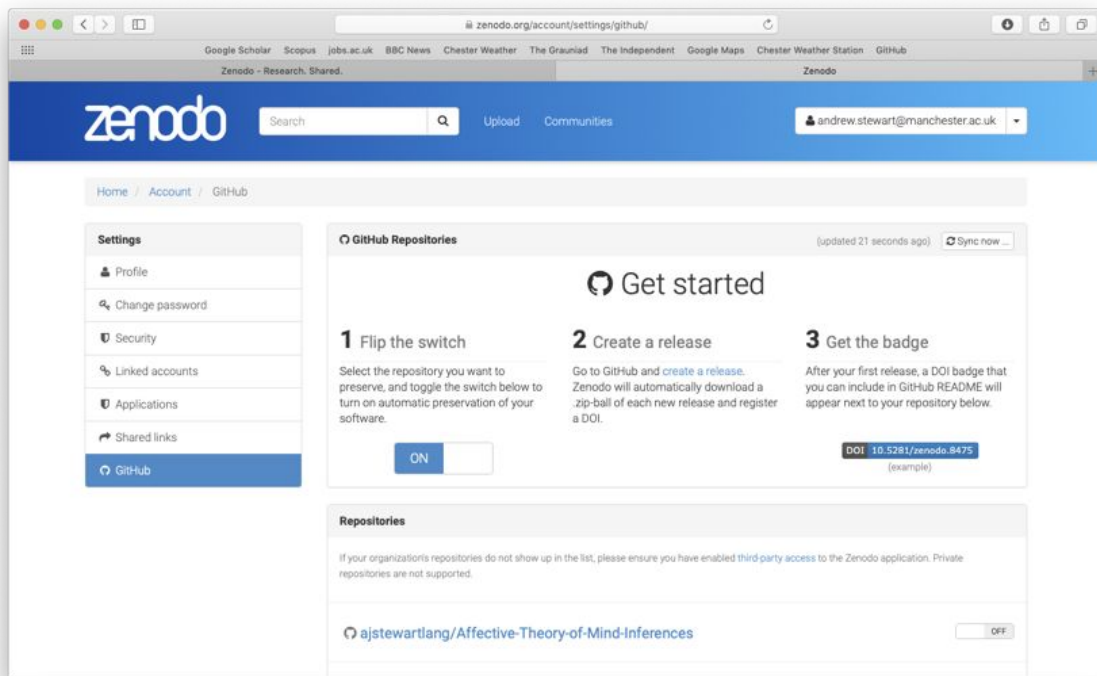 zenodo.org/account/settings/github/
Google Scholar Scopus jobs.ac.uk BBC News Chester Weather The Grauniad The Independent Google Maps Chester Weather Station GitHub
Zenodo - Research. Shared.
Zenodo
zenodo
Search
Upload
Communities
andrew.stewart@manchester.ac.uk
Home / Account / GitHub
Settings
Profile
Change password
Security
Linked accounts
Applications
Shared links
GitHub
GitHub Repositories
(updated 21 seconds ago)
Sync now ...
Get started
1 Flip the switch
Select the repository you want to
preserve, and toggle the switch below to
turn on automatic preservation of your
software.
ON
2 Create a release
Go to GitHub and create a release.
Zenodo will automatically download a
.zip-ball of each new release and register
a DOI.
3 Get the badge
After your first release, a DOI badge that
you can include in GitHub README will
appear next to your repository below.
DOI 10.5281/zenodo.8475
(example)
Repositories
If your organization's repositories do not show up in the list, please ensure you have enabled third-party access to the Zenodo application. Private
repositories are not supported.
ajstewartlang/Affective-Theory-of-Mind-Inferences
OFF